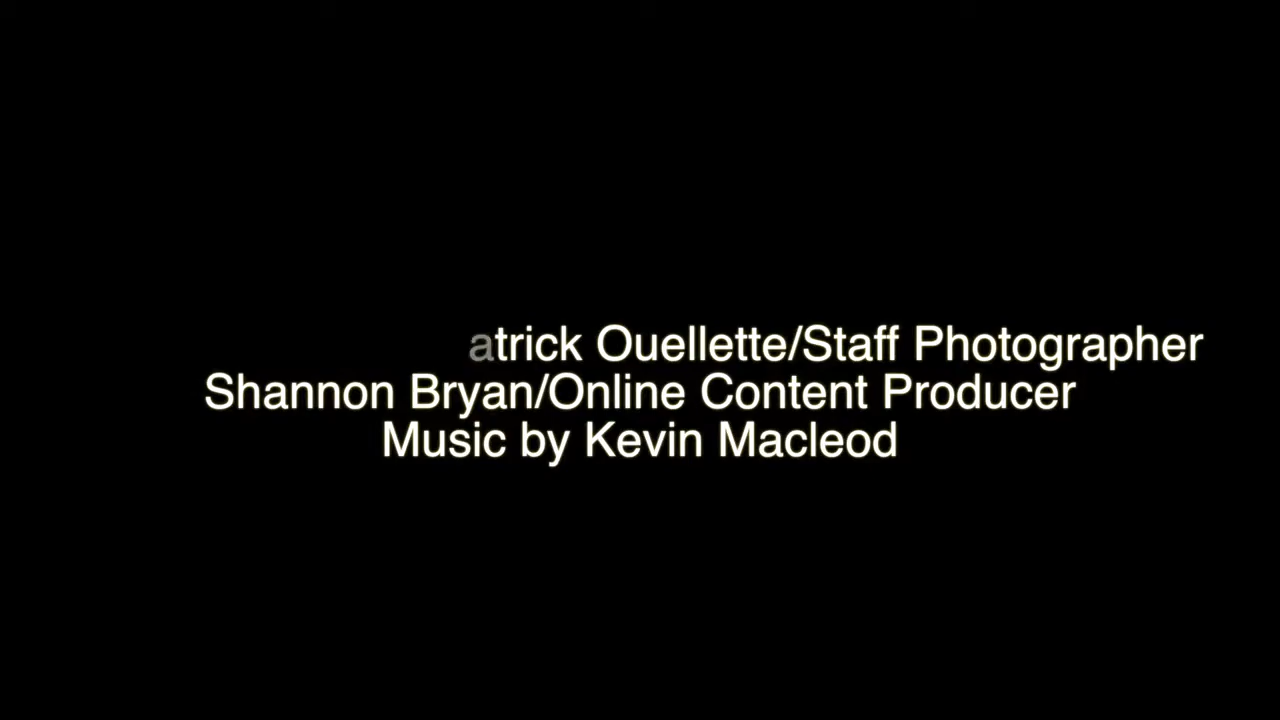 atrick Ouellette/Staff Photographer
Shannon Bryan/Online Content Producer
Music by Kevin Macleod